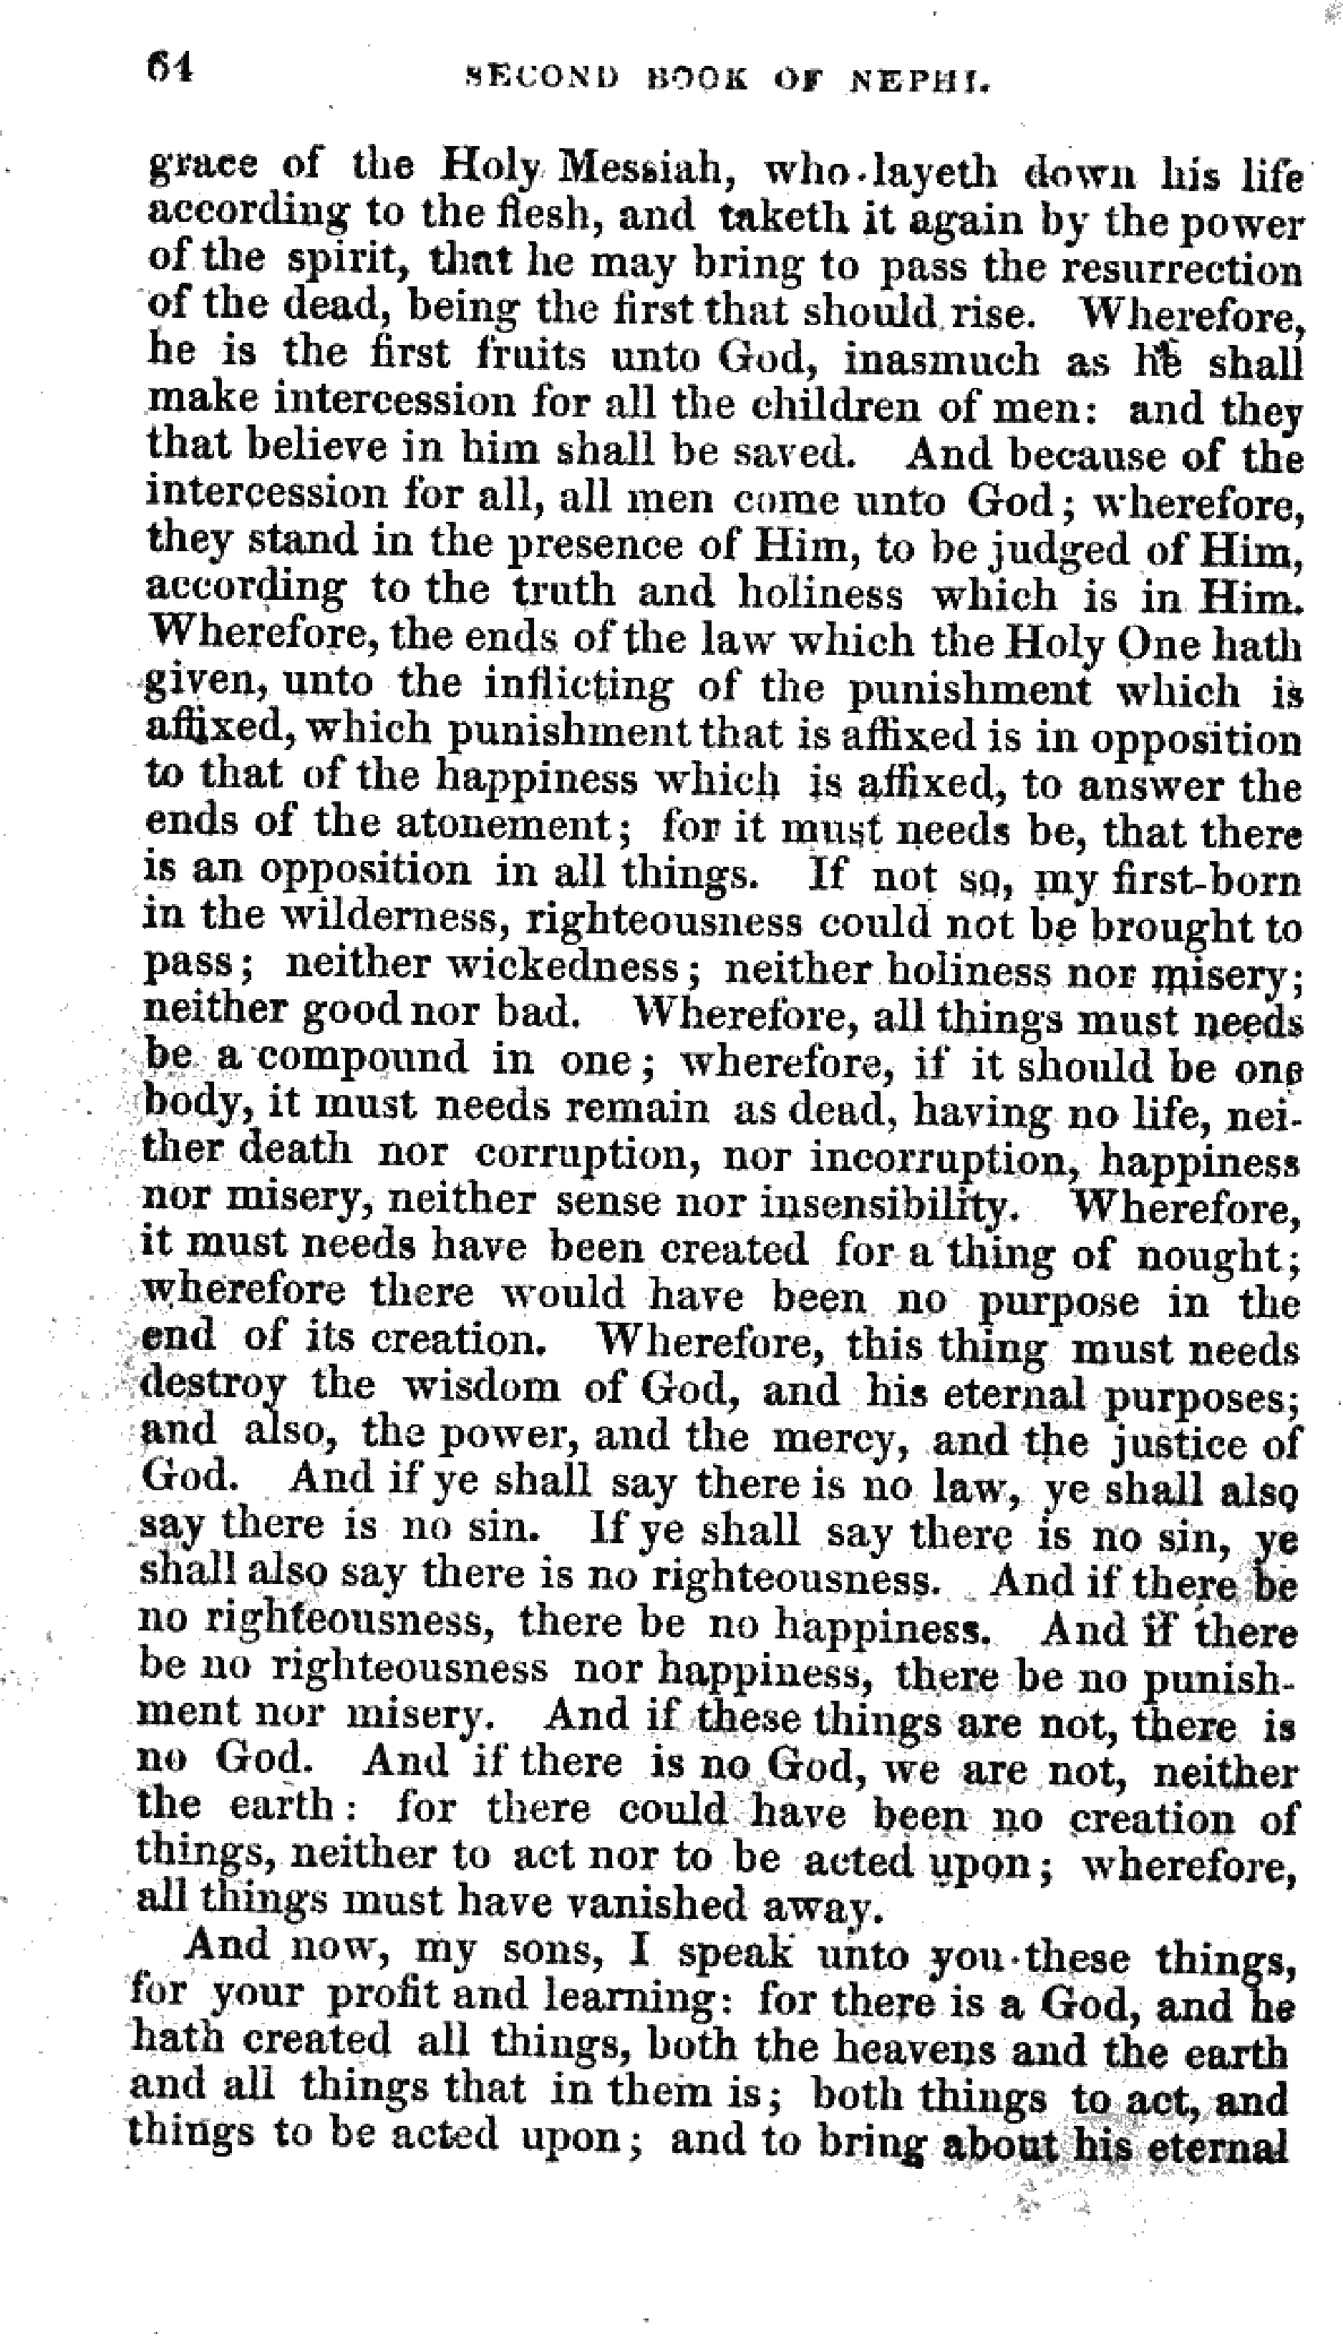 64 SECOND BOOK OF NEPHI.
grace of the Holy Messiah, who layeth down his life
according to the flesh, and taketh it again by the power
of the spirit, that he may bring to pass the resurrection
of the dead, being the first that should rise. Wherefore,
he is the first fruits unto God, inasmuch as he shall
make intercession for all the children of men: and they
that believe in him shall be saved. And because of the
intercession for all, all men come unto God; wherefore,
they stand in the presence of Him, to be judged of Him,
according to the truth and holiness which is in Him.
Wherefore, the ends of the law which the Holy One hath
given, unto the inflicting of the punishment which is
affixed, which punishment that is affixed is in opposition
to that of the happiness which is affixed, to answer the
ends of the atonement; for it must needs be, that there
is an opposition in all things. If not so, my first-born
in the wilderness, righteousness could not be brought to
pass; neither wickedness; neither holiness nor misery;
neither good nor bad. Wherefore, all things must needs
be a compound in one; wherefore, if it should be one
body, it must needs remain as dead, having no life, nei-
ther death nor corruption, nor incorruption, happiness
nor misery, neither sense nor insensibility. Wherefore,
it must needs have been created for a thing of nought;
wherefore there would have been no purpose in the
end of its creation. Wherefore, this thing must needs
destroy the wisdom of God, and his eternal purposes;
and also, the power, and the mercy, and the justice of
God. And if ye shall say there is no law, ye shall also
say there is no sin. If ye shall say there is no sin, ye
shall also say there is no righteousness. And if there be
no righteousness, there be no happiness. And if there
be no righteousness nor happiness, there be no punish-
ment nor misery. And if these things are not, there is
no God. And if there is no God, we are not, neither
the earth: for there could have been no creation of
things, neither to act nor to be acted upon; wherefore,
all things must have vanished away.
And now, my sons, I speak unto you these things,
for your profit and learning: for there is a God, and he
hath created all things, both the heavens and the earth
and all things that in them is; both things to act, and
things to be acted upon; and to bring about his eternal